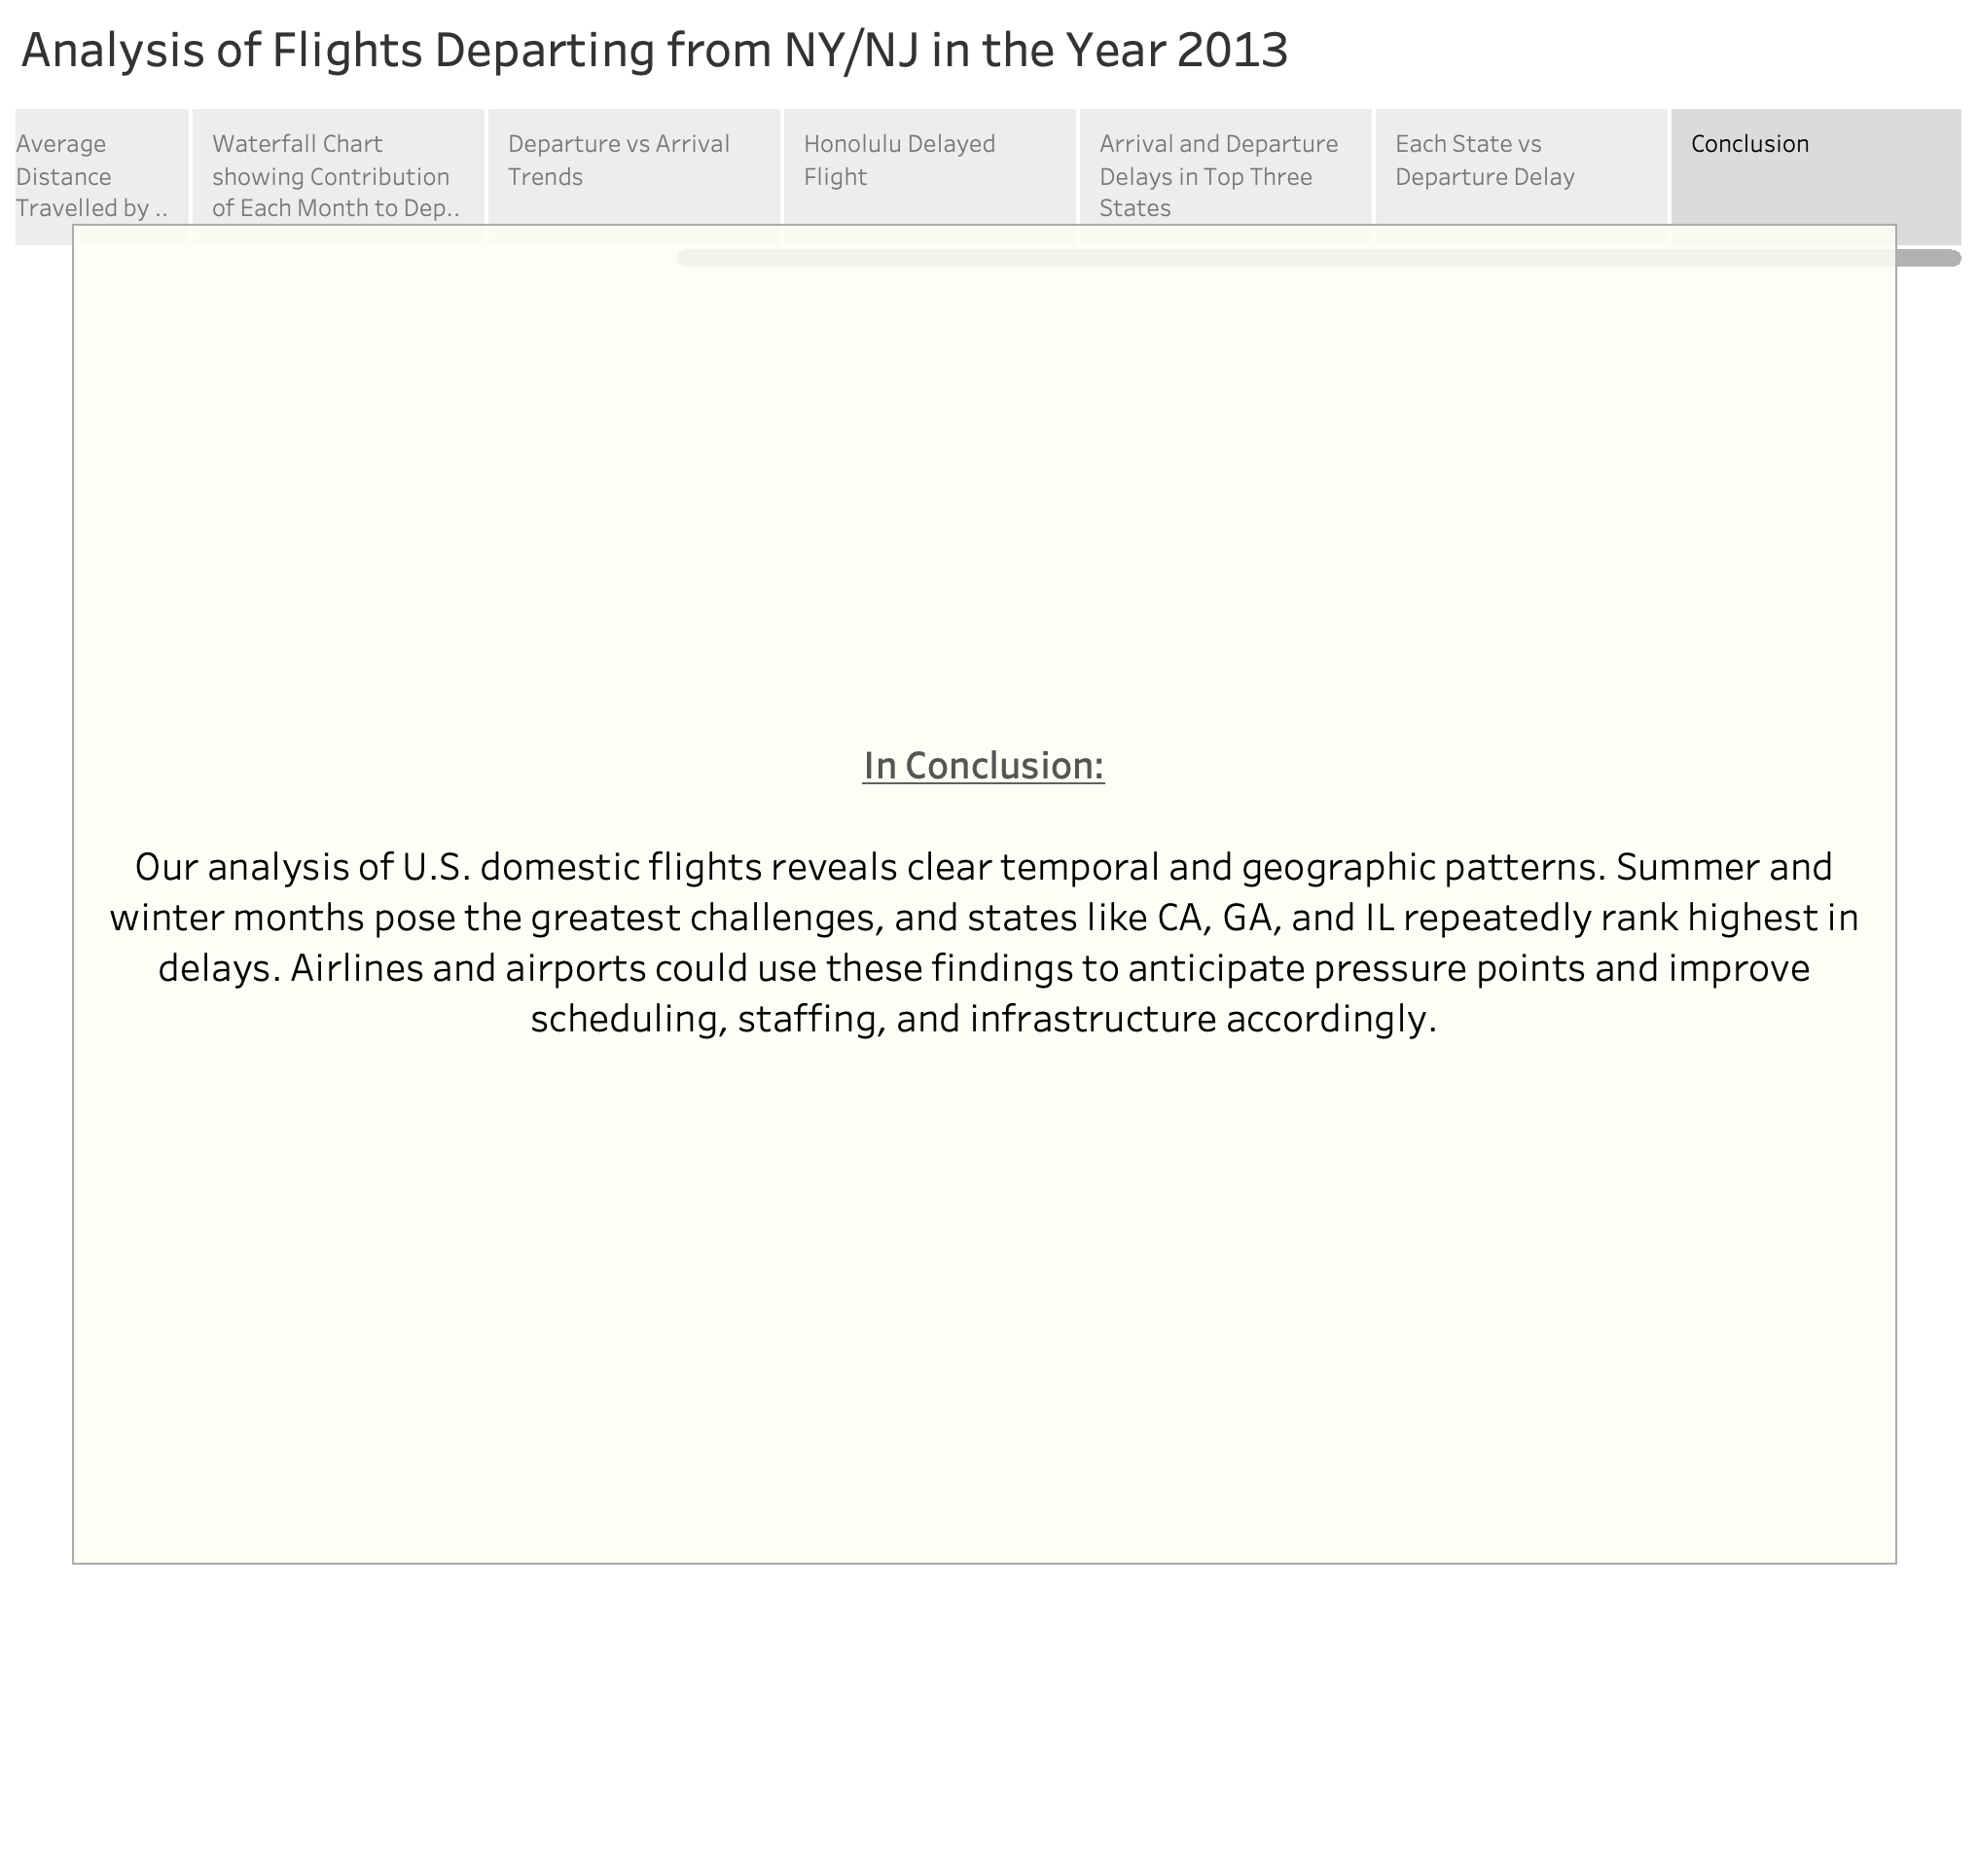 Analysis of Flights Departing from NY/NJ in the Year 2013
Average
Distance
Travelled by ..
Waterfall Chart
showing Contribution
of Each Month to Dep..
Departure vs Arrival
Trends
Honolulu Delayed
Flight
Arrival and Departure
Delays in Top Three
States
Each State vs
Departure Delay
Conclusion
In Conclusion:
Our analysis of U.S. domestic flights reveals clear temporal and geographic patterns. Summer and
winter months pose the greatest challenges, and states like CA, GA, and IL repeatedly rank highest in
delays. Airlines and airports could use these findings to anticipate pressure points and improve
scheduling, staffing, and infrastructure accordingly.